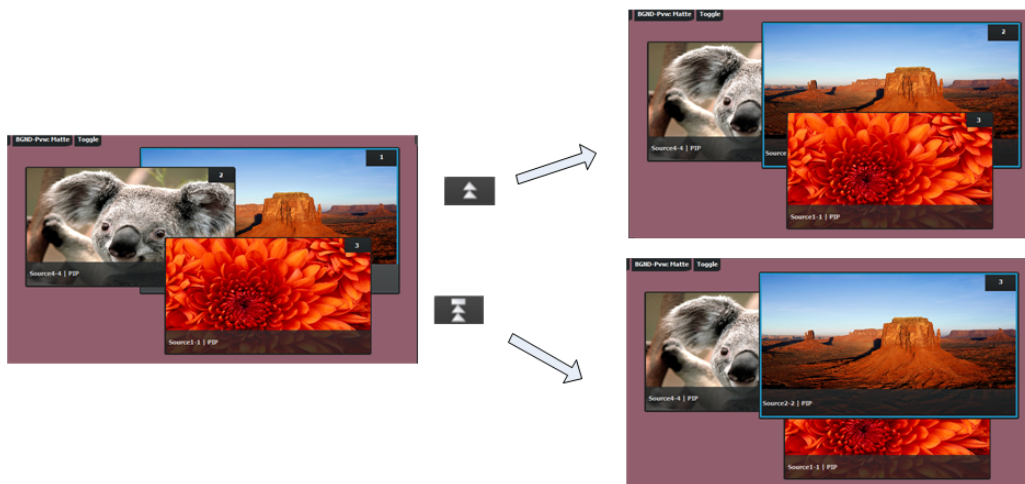 BGND-Pvw: Matte Toggle
1
2
3
Source4-4 | PIP
Source1-1 | PIP
BGND-Pvw: Matte Toggle
2
3
Source4-4 | PIP
Source
Source1-1 | PIP
BGND-Pvw: Matte Toggle
3
Source4-4 | PIP
Source2-2 | PIP
Source1-1 | PIP